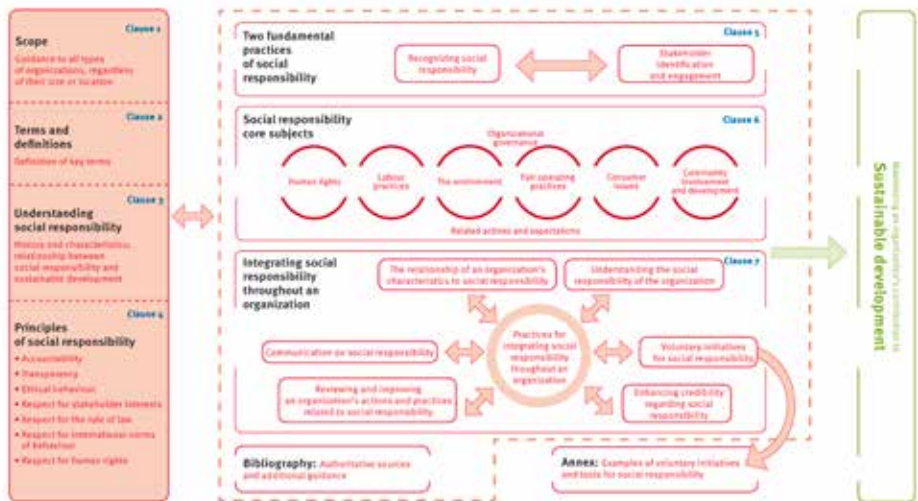 Clause 1
Scope
Guidance to all types
of organizations, regardless
of their size or location
Clause 2
Terms and
definitions
Definition of key terms
Clause 3
Understanding
social responsibility
History and characteristics;
relationship between
social responsibility and
sustainable development
Clause 4
Principles
of social responsibility
• Accountability
• Transparency
• Ethical behaviour
• Respect for stakeholder interests
• Respect for the rule of law
• Respect for international norms
of behaviour
• Respect for human rights
Two fundamental
practices
of social
responsibility
Clause 5
Recognizing social
responsibility
Stakeholder
identification
and engagement
Social responsibility
core subjects
Clause 6
Organizational
governance
Human rights
Labour
practices
The environment
Fair operating
practices
Consumer
issues
Community
involvement
and development
Related actions and expectations
Integrating social
responsibility
throughout an
organization
Clause 7
The relationship of an organization's
characteristics to social responsibility
Understanding the social
responsibility of the organization
Practices for
integrating social
responsibility
throughout an
organization
Communication on social responsibility
Voluntary initiatives
for social responsibility
Reviewing and improving
an organization's actions and practices
related to social responsibility
Enhancing credibility
regarding social
responsibility
Bibliography: Authoritative sources
and additional guidance
Annex: Examples of voluntary initiatives
and tools for social responsibility
Maximizing an organization's contribution to
Sustainable development